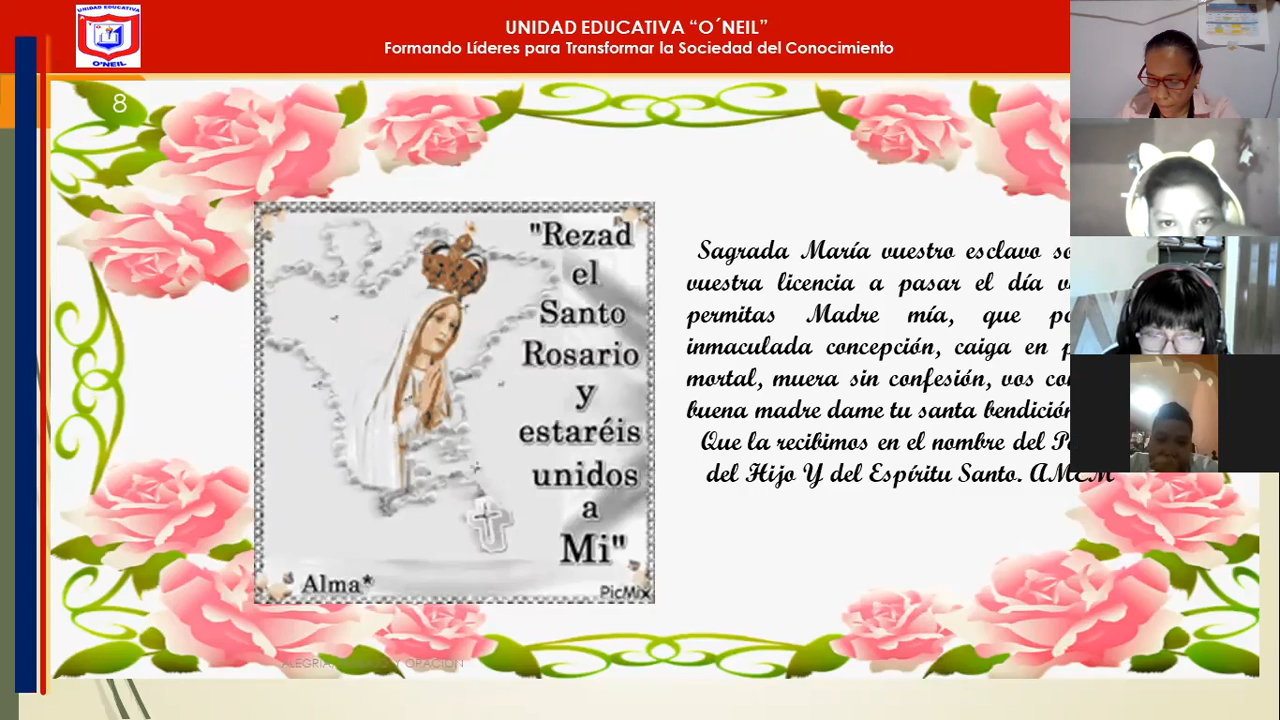 UNIDAD EDUCATIVA
O'NEIL
UNIDAD EDUCATIVA “O´NEIL”
Formando Líderes para Transformar la Sociedad del Conocimiento
8
"Rezad
el
Santo
Rosario
y
estaréis
unidos
a
Mi"
Alma*
PicMix
Sagrada María vuestro esclavo
vuestra licencia a pasar el día
permitas Madre mía, que
inmaculada concepción, caiga en
mortal, muera sin confesión, vos
buena madre dame tu santa bendición
Que la recibimos en el nombre del
del Hijo Y del Espíritu Santo. AMEM